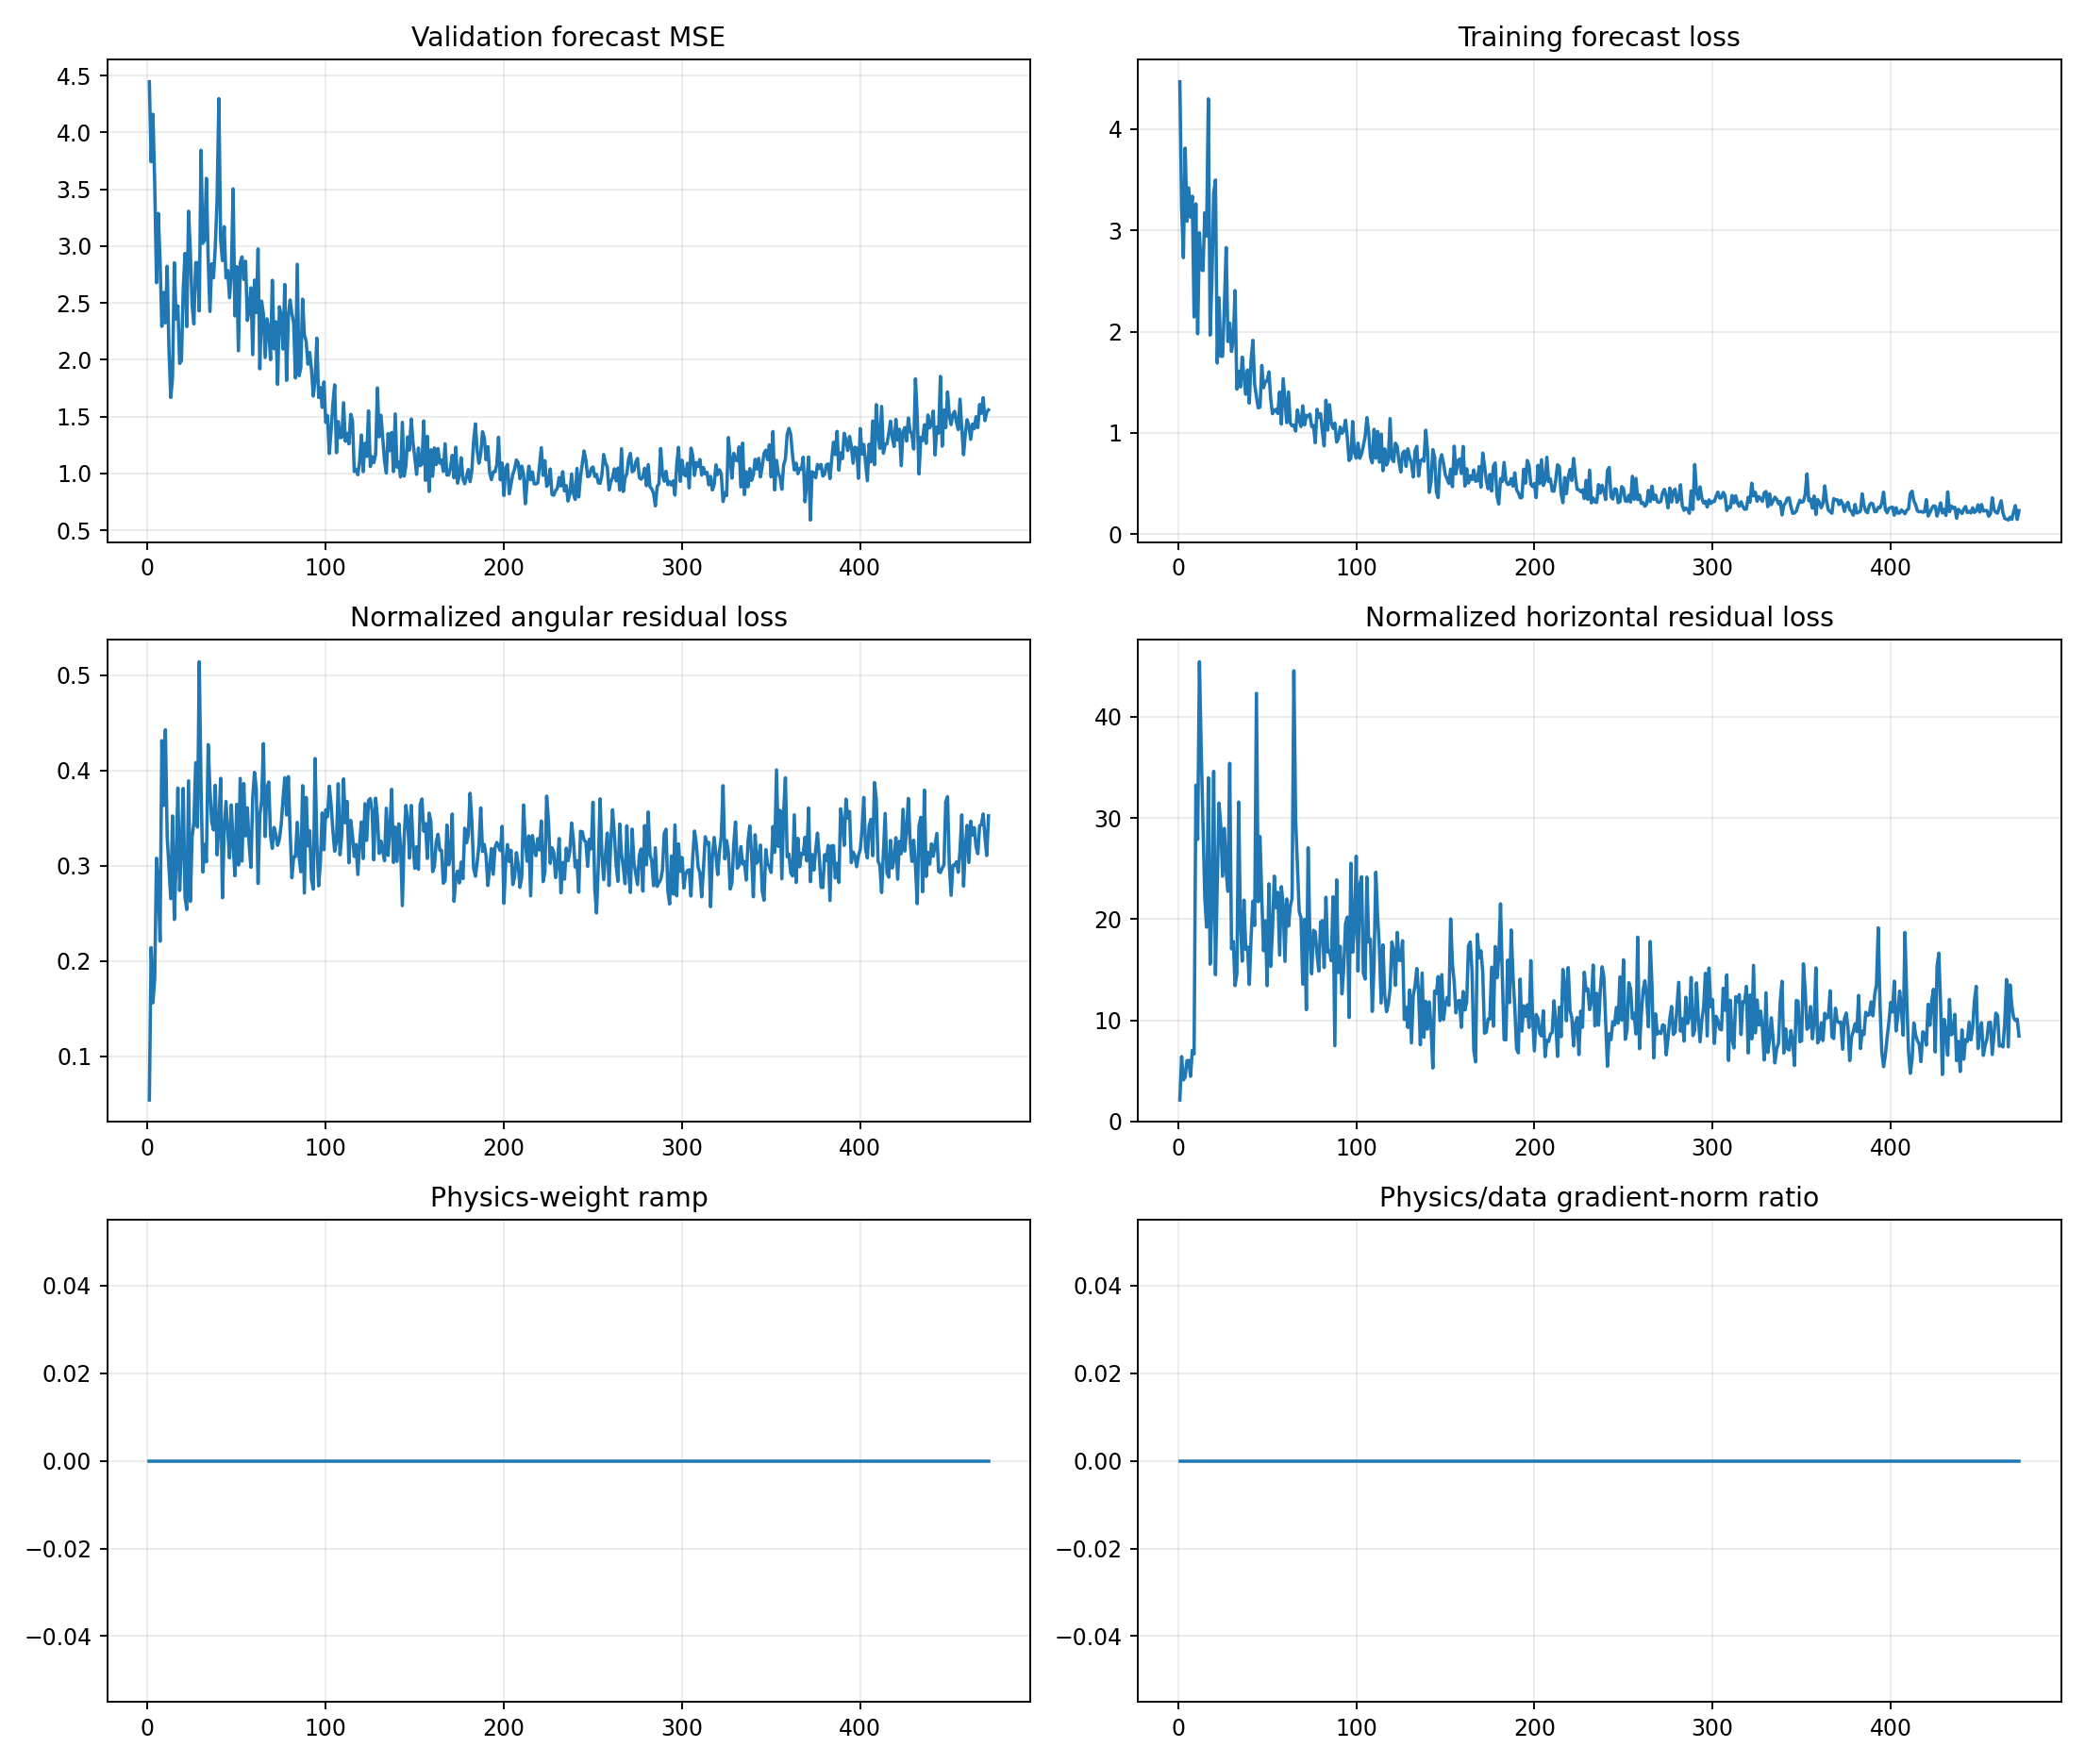 Validation forecast MSE
4.5
4.0
3.5
3.0
2.5
2.0
1.5
1.0
0.5
0 100 200 300 400
Training forecast loss
4
3
2
1
0
0 100 200 300 400
Normalized angular residual loss
0.5
0.4
0.3
0.2
0.1
0 100 200 300 400
Normalized horizontal residual loss
40
30
20
10
0
0 100 200 300 400
Physics-weight ramp
0.04
0.02
0.00
−0.02
−0.04
0 100 200 300 400
Physics/data gradient-norm ratio
0.04
0.02
0.00
−0.02
−0.04
0 100 200 300 400